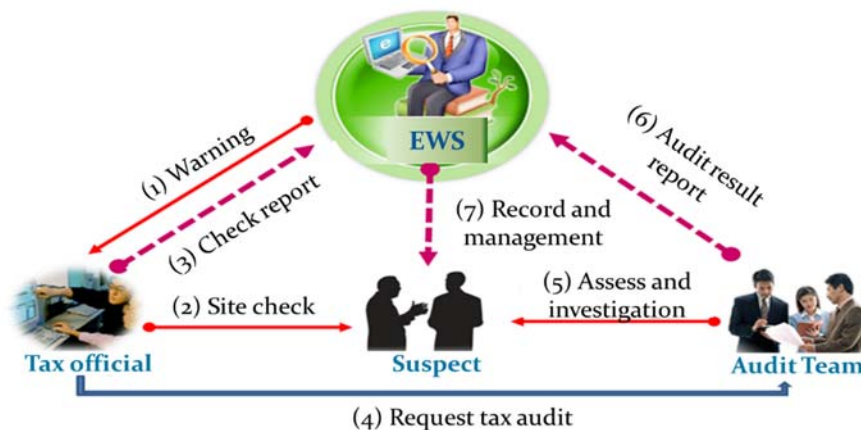 EWS
(1) Warning
(3) Check report
(6) Audit result
report
(7) Record and
management
(2) Site check
(5) Assess and
investigation
Tax official
Suspect
Audit Team
(4) Request tax audit